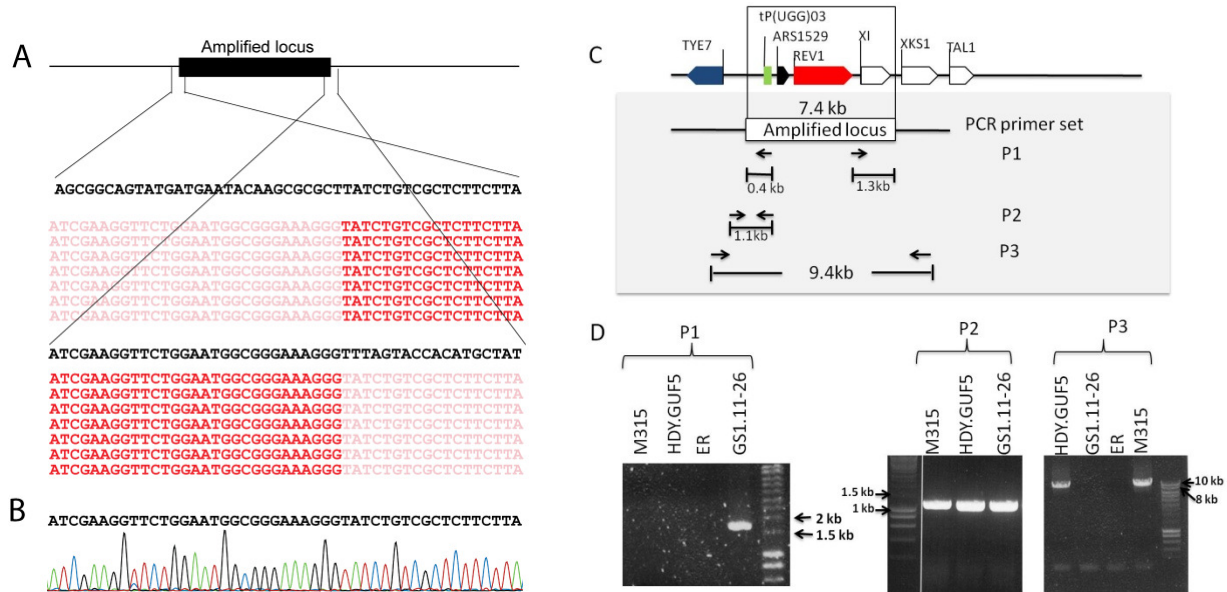 A
Amplified locus
AGCGGCAGTATGATGAATACAAGCGCGCTTATCTGTCGCTCTTCTTA
ATCGAAGGTTCTGGAATGGCGGGAAAGGGTATCTGTCGCTCTTCTTA
ATCGAAGGTTCTGGAATGGCGGGAAAGGGTATCTGTCGCTCTTCTTA
ATCGAAGGTTCTGGAATGGCGGGAAAGGGTATCTGTCGCTCTTCTTA
ATCGAAGGTTCTGGAATGGCGGGAAAGGGTATCTGTCGCTCTTCTTA
ATCGAAGGTTCTGGAATGGCGGGAAAGGGTATCTGTCGCTCTTCTTA
ATCGAAGGTTCTGGAATGGCGGGAAAGGGTATCTGTCGCTCTTCTTA
ATCGAAGGTTCTGGAATGGCGGGAAAGGGTATCTGTCGCTCTTCTTA
ATCGAAGGTTCTGGAATGGCGGGAAAGGGTTTAGTACCACATGCTAT
ATCGAAGGTTCTGGAATGGCGGGAAAGGGTATCTGTCGCTCTTCTTA
ATCGAAGGTTCTGGAATGGCGGGAAAGGGTATCTGTCGCTCTTCTTA
ATCGAAGGTTCTGGAATGGCGGGAAAGGGTATCTGTCGCTCTTCTTA
ATCGAAGGTTCTGGAATGGCGGGAAAGGGTATCTGTCGCTCTTCTTA
ATCGAAGGTTCTGGAATGGCGGGAAAGGGTATCTGTCGCTCTTCTTA
ATCGAAGGTTCTGGAATGGCGGGAAAGGGTATCTGTCGCTCTTCTTA
ATCGAAGGTTCTGGAATGGCGGGAAAGGGTATCTGTCGCTCTTCTTA
B
ATCGAAGGTTCTGGAATGGCGGGAAAGGGTATCTGTCGCTCTTCTTA
C
tP(UGG)03
TYE7
ARS1529
REV1
XI
XKS1
TAL1
7.4 kb
Amplified locus
PCR primer set
P1
0.4 kb
1.3kb
P2
1.1kb
P3
9.4kb
D
P1
M315
HDY.GUF5
ER
GS1.11-26
2 kb
1.5 kb
P2
M315
HDY.GUF5
GS1.11-26
1.5 kb
1 kb
P3
HDY.GUF5
GS1.11-26
ER
M315
10 kb
8 kb